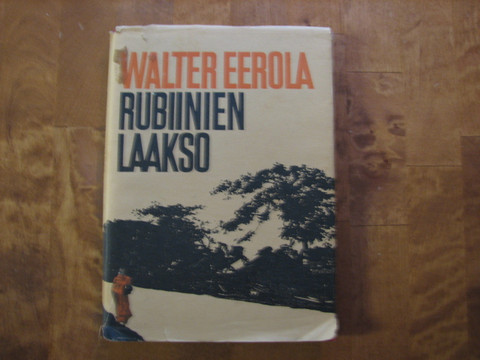 WALTER EEROLA
RUBIINIEN
LAAKSO